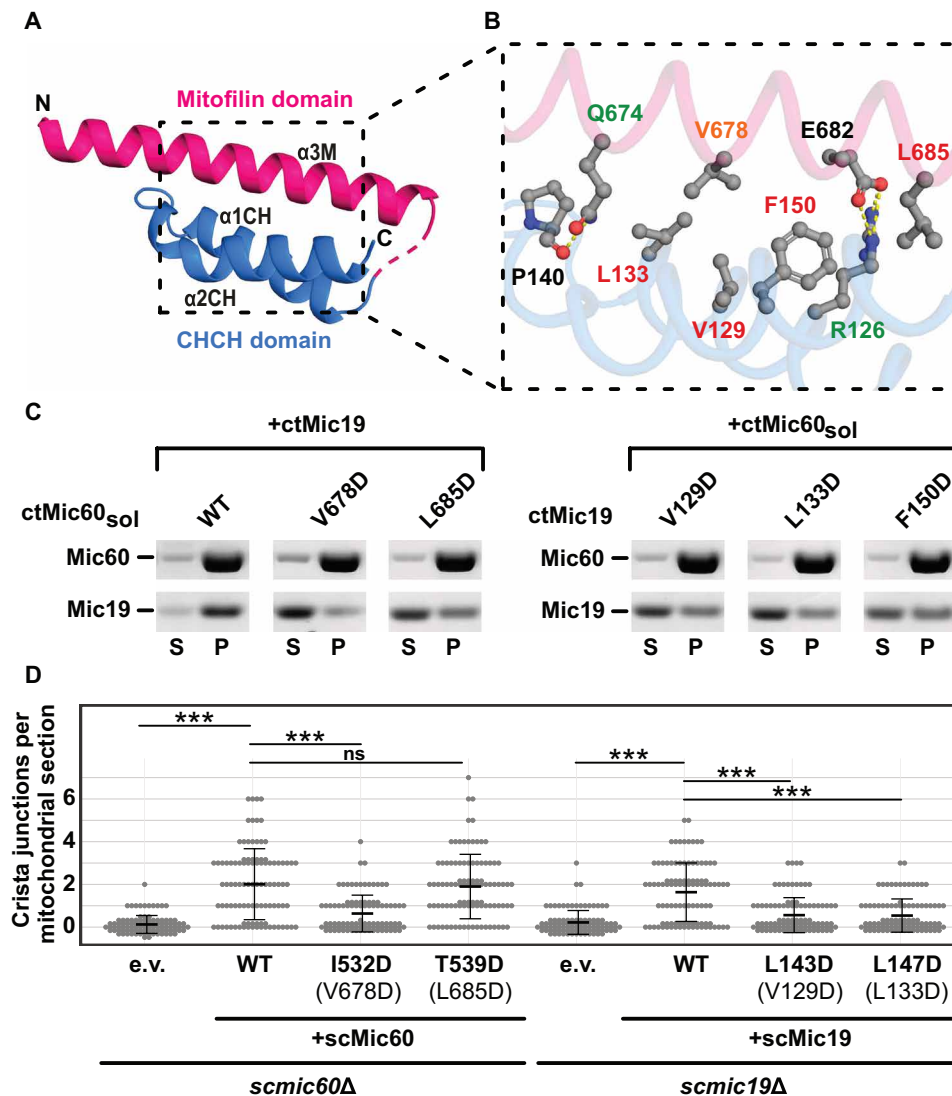 A
B
N
Mitofilin domain
α3M
α1CH
C
α2CH
CHCH domain
Q674
V678
E682
L685
F150
P140
L133
V129
R126
C
+ctMic19
+ctMic60sol
ctMic60sol
WT
V678D
L685D
ctMic19
V129D
L133D
F150D
Mic60
Mic60
Mic19
Mic19
S P S P S P
S P S P S P
D
Crista junctions per
mitochondrial section
6
4
2
0
*** *** ns *** *** ***
e.v. WT I532D T539D e.v. WT L143D L147D
(V678D) (L685D) (V129D) (L133D)
+scMic60 +scMic19
scmic60Δ scmic19Δ